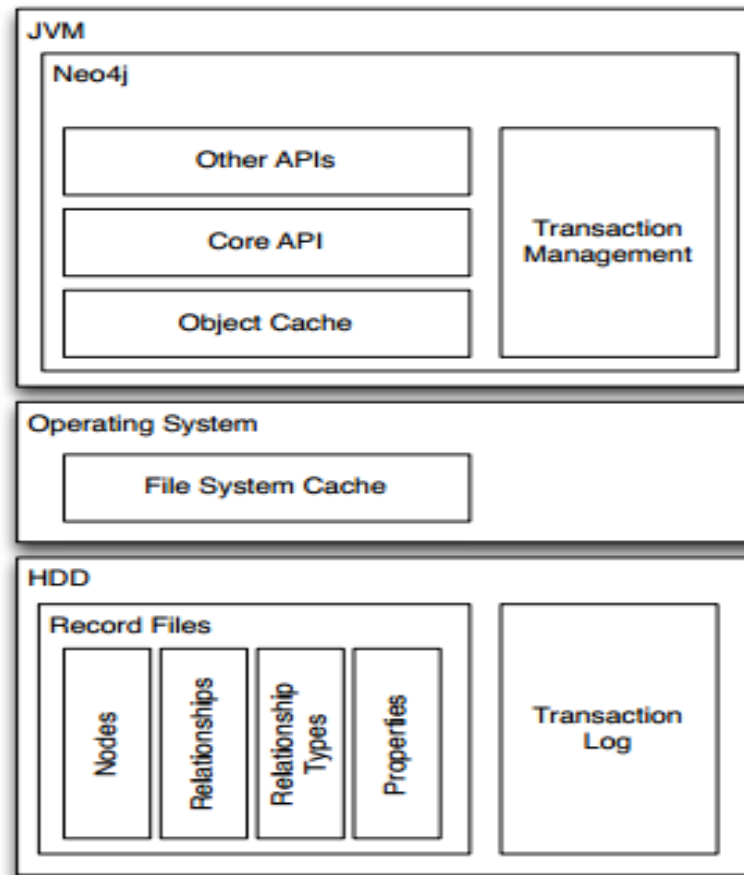 JVM
Neo4j
Other APIs
Core API
Object Cache
Transaction
Management
Operating System
File System Cache
HDD
Record Files
Nodes
Relationships
Relationship
Types
Properties
Transaction
Log